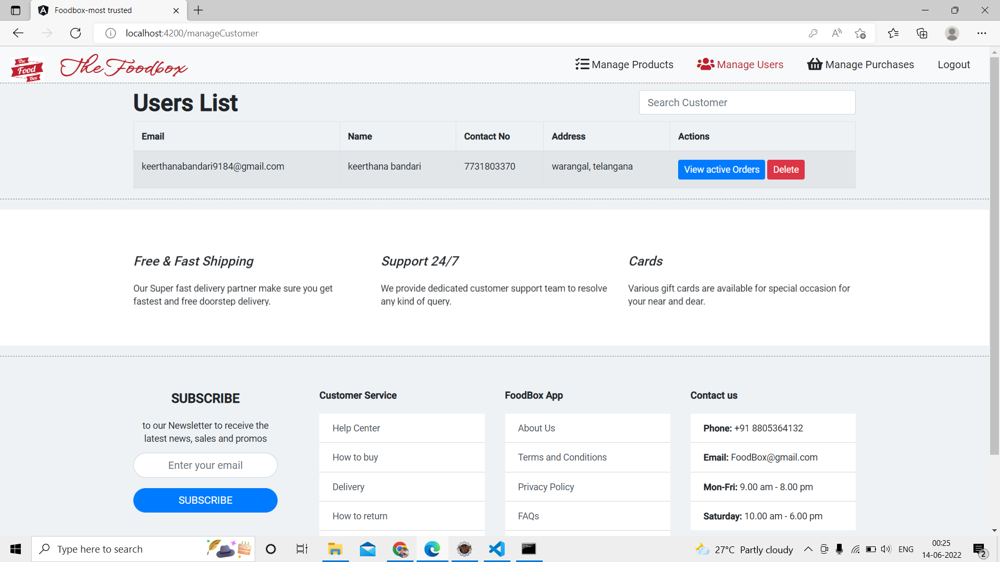 Foodbox-most trusted
localhost:4200/manageCustomer
The Food Box
The Foodbox
Manage Products
Manage Users
Manage Purchases
Logout
Users List
Search Customer
Email Name Contact No Address Actions
keerthanabandari9184@gmail.com keerthana bandari 7731803370 warangal, telangana View active Orders Delete
Free & Fast Shipping
Our Super fast delivery partner make sure you get
fastest and free doorstep delivery.
Support 24/7
We provide dedicated customer support team to resolve
any kind of query.
Cards
Various gift cards are available for special occasion for
your near and dear.
SUBSCRIBE
to our Newsletter to receive the
latest news, sales and promos
Enter your email
SUBSCRIBE
Customer Service
Help Center
How to buy
Delivery
How to return
FoodBox App
About Us
Terms and Conditions
Privacy Policy
FAQs
Contact us
Phone: +91 8805364132
Email: FoodBox@gmail.com
Mon-Fri: 9.00 am - 8.00 pm
Saturday: 10.00 am - 6.00 pm
Type here to search
27°C Partly cloudy
ENG
00:25
14-06-2022
2